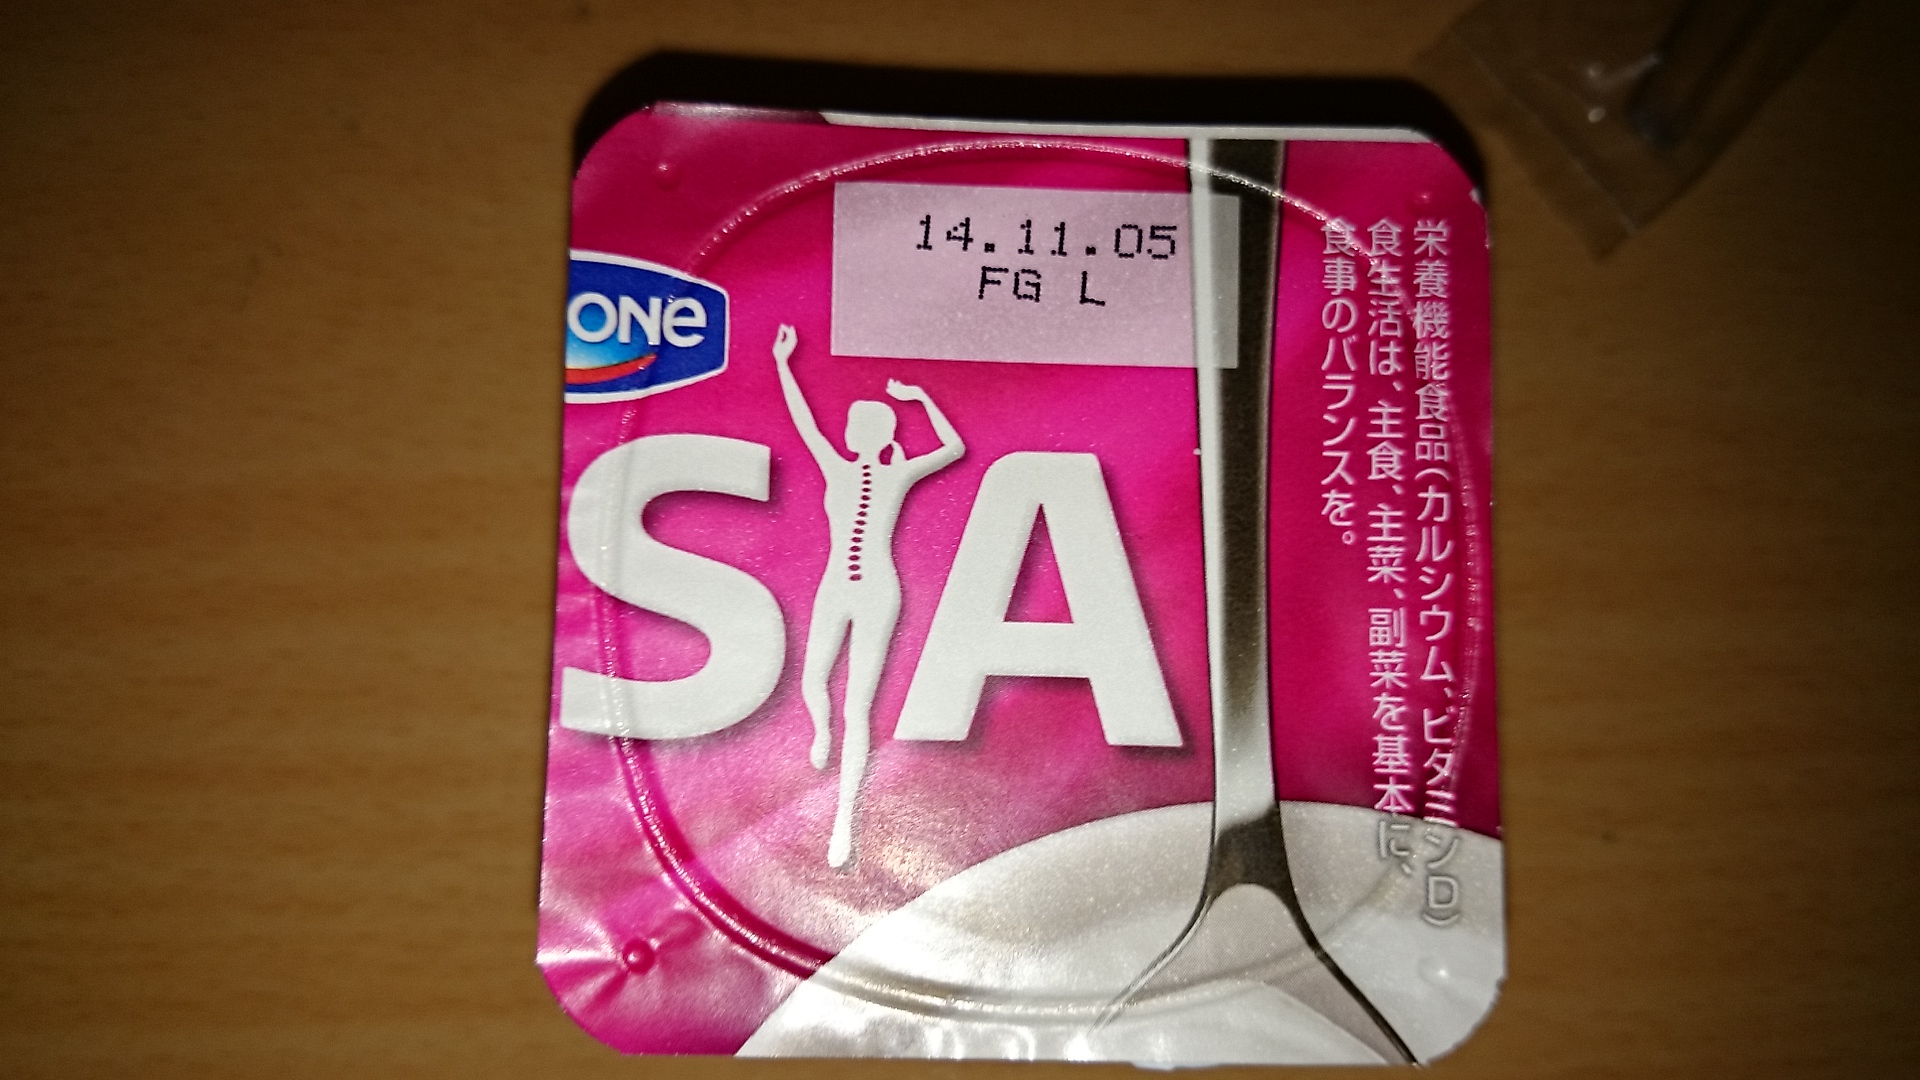 14.11.05
FG L
ONE
SIA
栄養機能食品(カルシウム、ビタミンD)
食生活は、主食、主菜、副菜を基本に、
食事のバランスを。